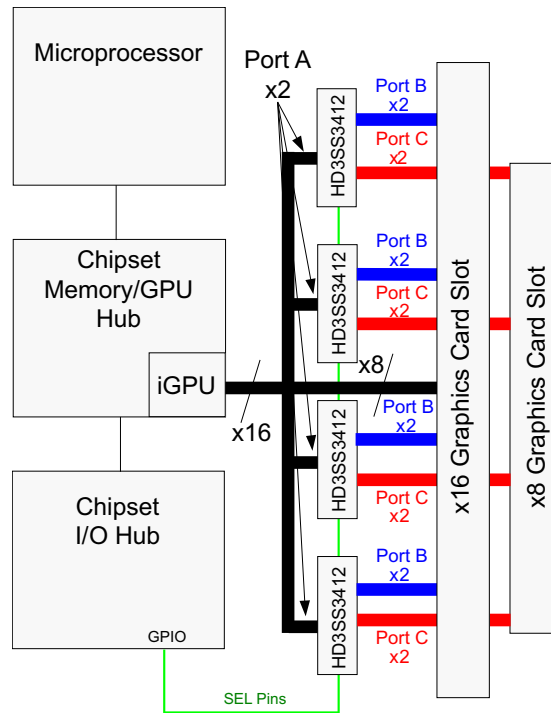 Microprocessor
Chipset
Memory/GPU
Hub
iGPU
Chipset
I/O Hub
GPIO
SEL Pins
Port A
x2
x16
x8
HD3SS3412
Port B
x2
Port C
x2
HD3SS3412
Port B
x2
Port C
x2
HD3SS3412
Port B
x2
Port C
x2
HD3SS3412
Port B
x2
Port C
x2
x16 Graphics Card Slot
x8 Graphics Card Slot